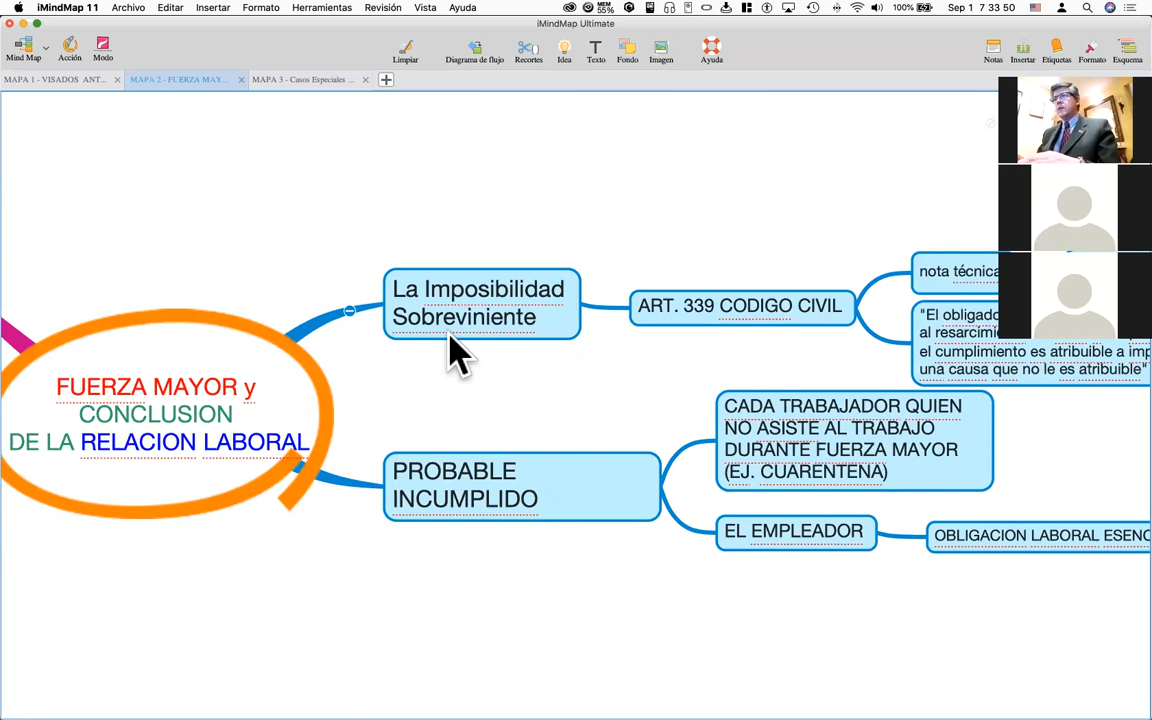 iMindMap 11 Archivo Editar Insertar Formato Herramientas Revisión Vista Ayuda MEM 55% 100% Sep 1 7 33 50
iMindMap Ultimate
Mind Map Acción Modo Limpiar Diagrama de flujo Recortes Idea Texto Fondo Imagen Ayuda Notas Insertar Etiquetas Formato Esquema
MAPA 1 - VISADOS ANT... MAPA 2 - FUERZA MAY... MAPA 3 - Casos Especiales ...
FUERZA MAYOR y
CONCLUSION
DE LA RELACION LABORAL
La Imposibilidad
Sobreviniente
ART. 339 CODIGO CIVIL
nota técnica
"El obligado
al resarcimi
el cumplimiento es atribuible a imp
una causa que no le es atribuible"
PROBABLE
INCUMPLIDO
CADA TRABAJADOR QUIEN
NO ASISTE AL TRABAJO
DURANTE FUERZA MAYOR
(EJ. CUARENTENA)
EL EMPLEADOR
OBLIGACION LABORAL ESENC